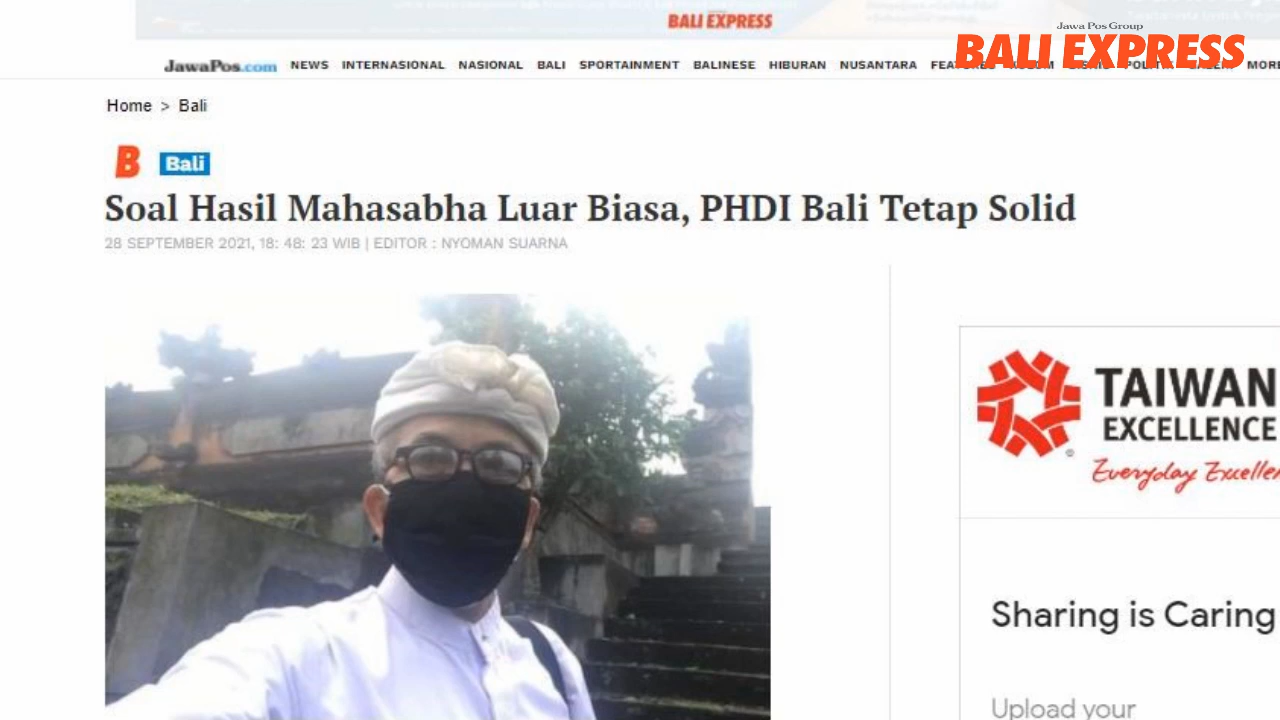 BALI EXPRESS
Jawa Pos Group
BALI EXPRESS
JawaPos.com NEWS INTERNASIONAL NASIONAL BALI SPORTAINMENT BALINESE HIBURAN NUSANTARA MORE
Home > Bali
B Bali
Soal Hasil Mahasabha Luar Biasa, PHDI Bali Tetap Solid
28 SEPTEMBER 2021, 18: 48: 23 WIB | EDITOR : NYOMAN SUARNA
TAIWAN
EXCELLENCE
Everyday Excellen
Sharing is Caring
Upload your